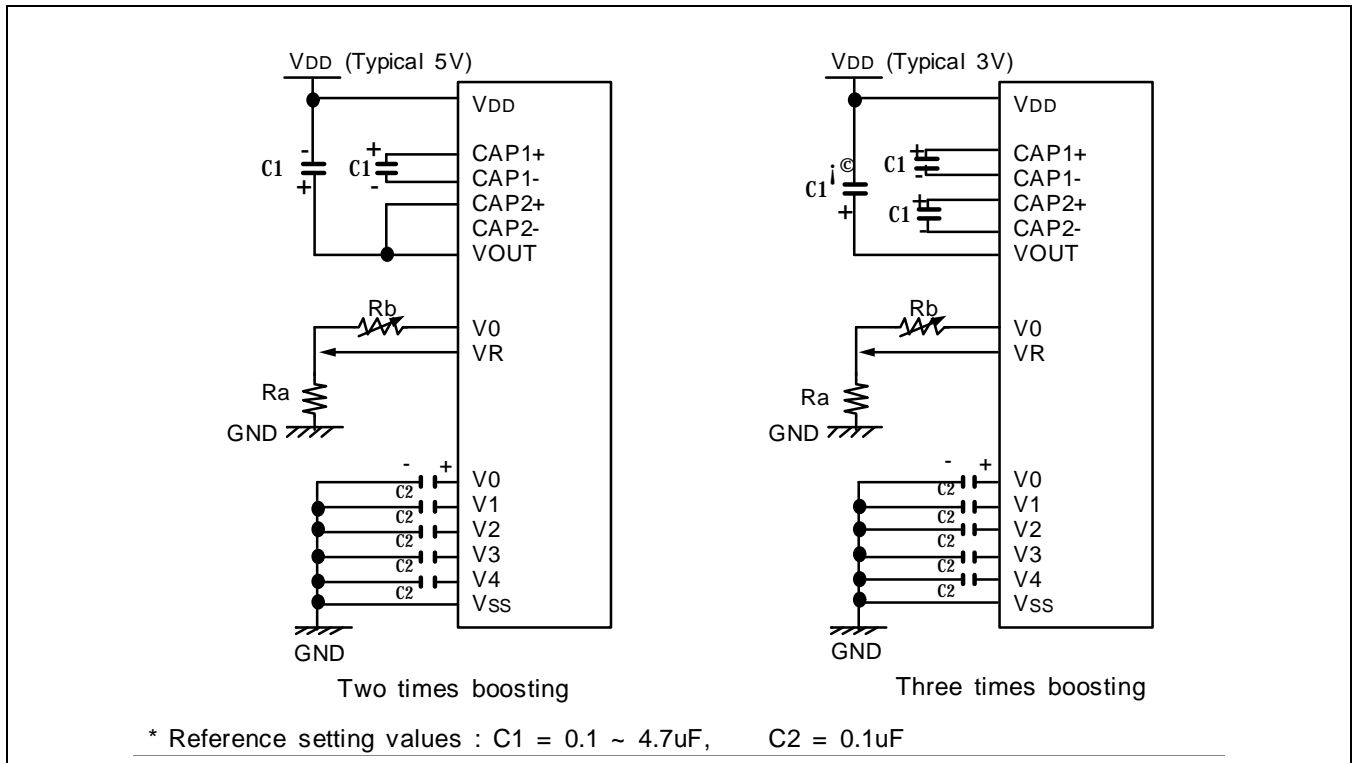 VDD (Typical 5V)
VDD
C1
-
+
C1
+
-
CAP1+
CAP1-
CAP2+
CAP2-
VOUT
Rb
V0
VR
Ra
GND
-
+
V0
C2
V1
C2
V2
C2
V3
C2
V4
C2
VSS
GND
Two times boosting
VDD (Typical 3V)
VDD
C1
¡©
+
C1
+
-
CAP1+
CAP1-
C1
+
-
CAP2+
CAP2-
VOUT
Rb
V0
VR
Ra
GND
-
+
V0
C2
V1
C2
V2
C2
V3
C2
V4
C2
VSS
GND
Three times boosting
* Reference setting values : C1 = 0.1 ~ 4.7uF, C2 = 0.1uF